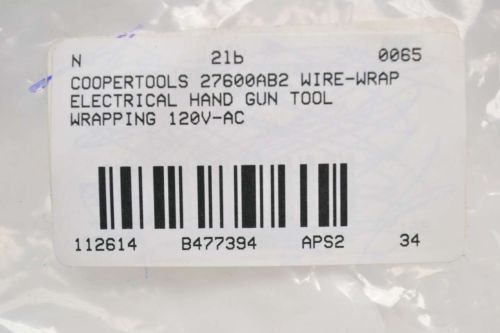 N 2lb 0065
COOPERTOOLS 27600AB2 WIRE-WRAP
ELECTRICAL HAND GUN TOOL
WRAPPING 120V-AC
112614 B477394 APS2 34